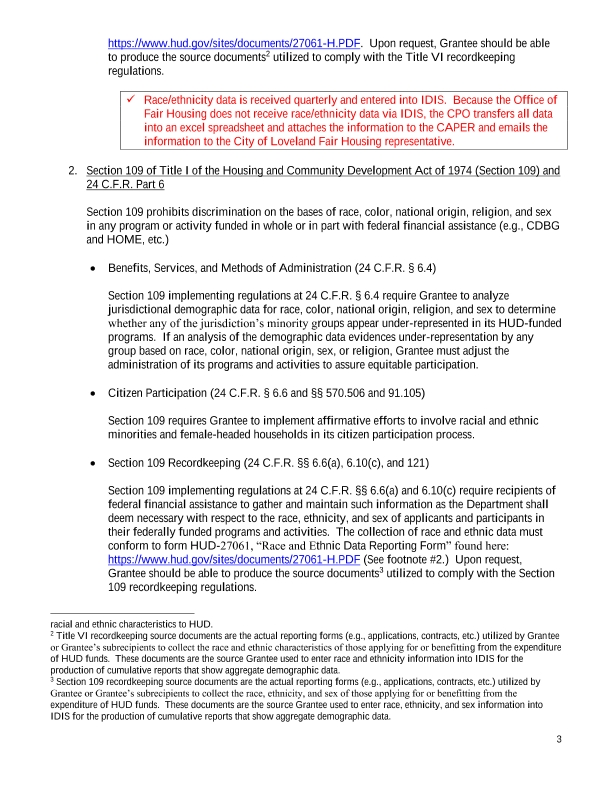 https://www.hud.gov/sites/documents/27061-H.PDF.  Upon request, Grantee should be able
to produce the source documents2 utilized to comply with the Title VI recordkeeping
regulations.
✓ Race/ethnicity data is received quarterly and entered into IDIS.  Because the Office of
Fair Housing does not receive race/ethnicity data via IDIS, the CPO transfers all data
into an excel spreadsheet and attaches the information to the CAPER and emails the
information to the City of Loveland Fair Housing representative.
2. Section 109 of Title I of the Housing and Community Development Act of 1974 (Section 109) and
24 C.F.R. Part 6
Section 109 prohibits discrimination on the bases of race, color, national origin, religion, and sex
in any program or activity funded in whole or in part with federal financial assistance (e.g., CDBG
and HOME, etc.)
• Benefits, Services, and Methods of Administration (24 C.F.R. § 6.4)
Section 109 implementing regulations at 24 C.F.R. § 6.4 require Grantee to analyze
jurisdictional demographic data for race, color, national origin, religion, and sex to determine
whether any of the jurisdiction’s minority groups appear under-represented in its HUD-funded
programs.  If an analysis of the demographic data evidences under-representation by any
group based on race, color, national origin, sex, or religion, Grantee must adjust the
administration of its programs and activities to assure equitable participation.
• Citizen Participation (24 C.F.R. § 6.6 and §§ 570.506 and 91.105)
Section 109 requires Grantee to implement affirmative efforts to involve racial and ethnic
minorities and female-headed households in its citizen participation process.
• Section 109 Recordkeeping (24 C.F.R. §§ 6.6(a), 6.10(c), and 121)
Section 109 implementing regulations at 24 C.F.R. §§ 6.6(a) and 6.10(c) require recipients of
federal financial assistance to gather and maintain such information as the Department shall
deem necessary with respect to the race, ethnicity, and sex of applicants and participants in
their federally funded programs and activities.  The collection of race and ethnic data must
conform to form HUD-27061, “Race and Ethnic Data Reporting Form” found here:
https://www.hud.gov/sites/documents/27061-H.PDF (See footnote #2.)  Upon request,
Grantee should be able to produce the source documents3 utilized to comply with the Section
109 recordkeeping regulations.
racial and ethnic characteristics to HUD.
2 Title VI recordkeeping source documents are the actual reporting forms (e.g., applications, contracts, etc.) utilized by Grantee
or Grantee’s subrecipients to collect the race and ethnic characteristics of those applying for or benefitting from the expenditure
of HUD funds.  These documents are the source Grantee used to enter race and ethnicity information into IDIS for the
production of cumulative reports that show aggregate demographic data.
3 Section 109 recordkeeping source documents are the actual reporting forms (e.g., applications, contracts, etc.) utilized by
Grantee or Grantee’s subrecipients to collect the race, ethnicity, and sex of those applying for or benefitting from the
expenditure of HUD funds.  These documents are the source Grantee used to enter race, ethnicity, and sex information into
IDIS for the production of cumulative reports that show aggregate demographic data.
3